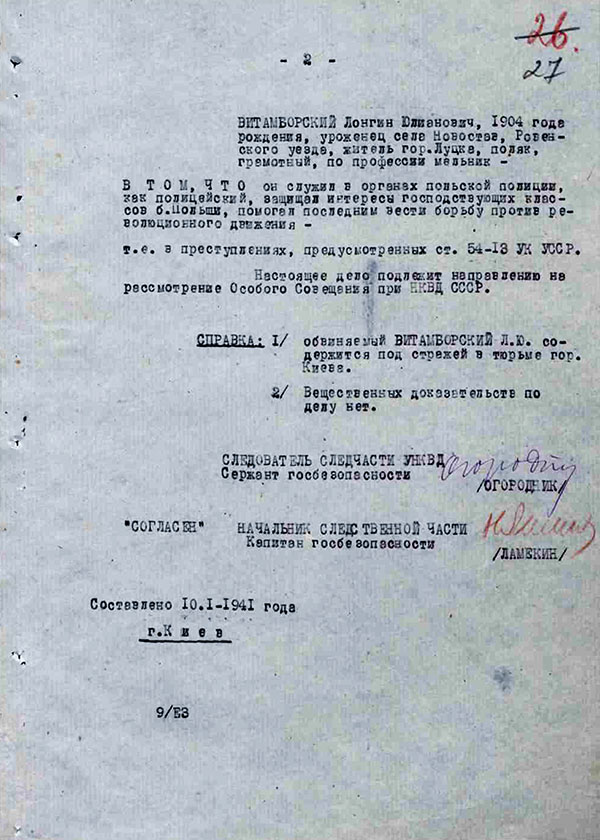 26.
27
- 2 -
ВИТАМБОРСКИЙ Лонгин Юлианович, 1904 года
рождения, уроженец села Новостав, Ровен-
ского уезда, житель гор.Луцка, поляк,
грамотный, по профессии мельник -
В ТОМ, ЧТО он служил в органах польской полиции,
как полицейский, защищал интересы господствующих клас-
сов б.Польши, помогал последним вести борьбу против ре-
волюционного движения -
т.е. в преступлениях, предусмотренных ст. 54-13 УК УССР.
Настоящее дело подлежит направлению на
рассмотрение Особого Совещания при НКВД СССР.
СПРАВКА: 1/ обвиняемый ВИТАМБОРСКИЙ Л.Ю. со-
держится под стражей в тюрьме гор.
Киева.
2/ Вещественных доказательств по
делу нет.
СЛЕДОВАТЕЛЬ СЛЕДЧАСТИ УНКВД Огородник
Сержант госбезопасности
/ОГОРОДНИК/
"СОГЛАСЕН" НАЧАЛЬНИК СЛЕДСТВЕННОЙ ЧАСТИ
Капитан госбезопасности
/ЛАМЕКИН/
Составлено 10.1-1941 года
г.Киев
9/ЕЗ